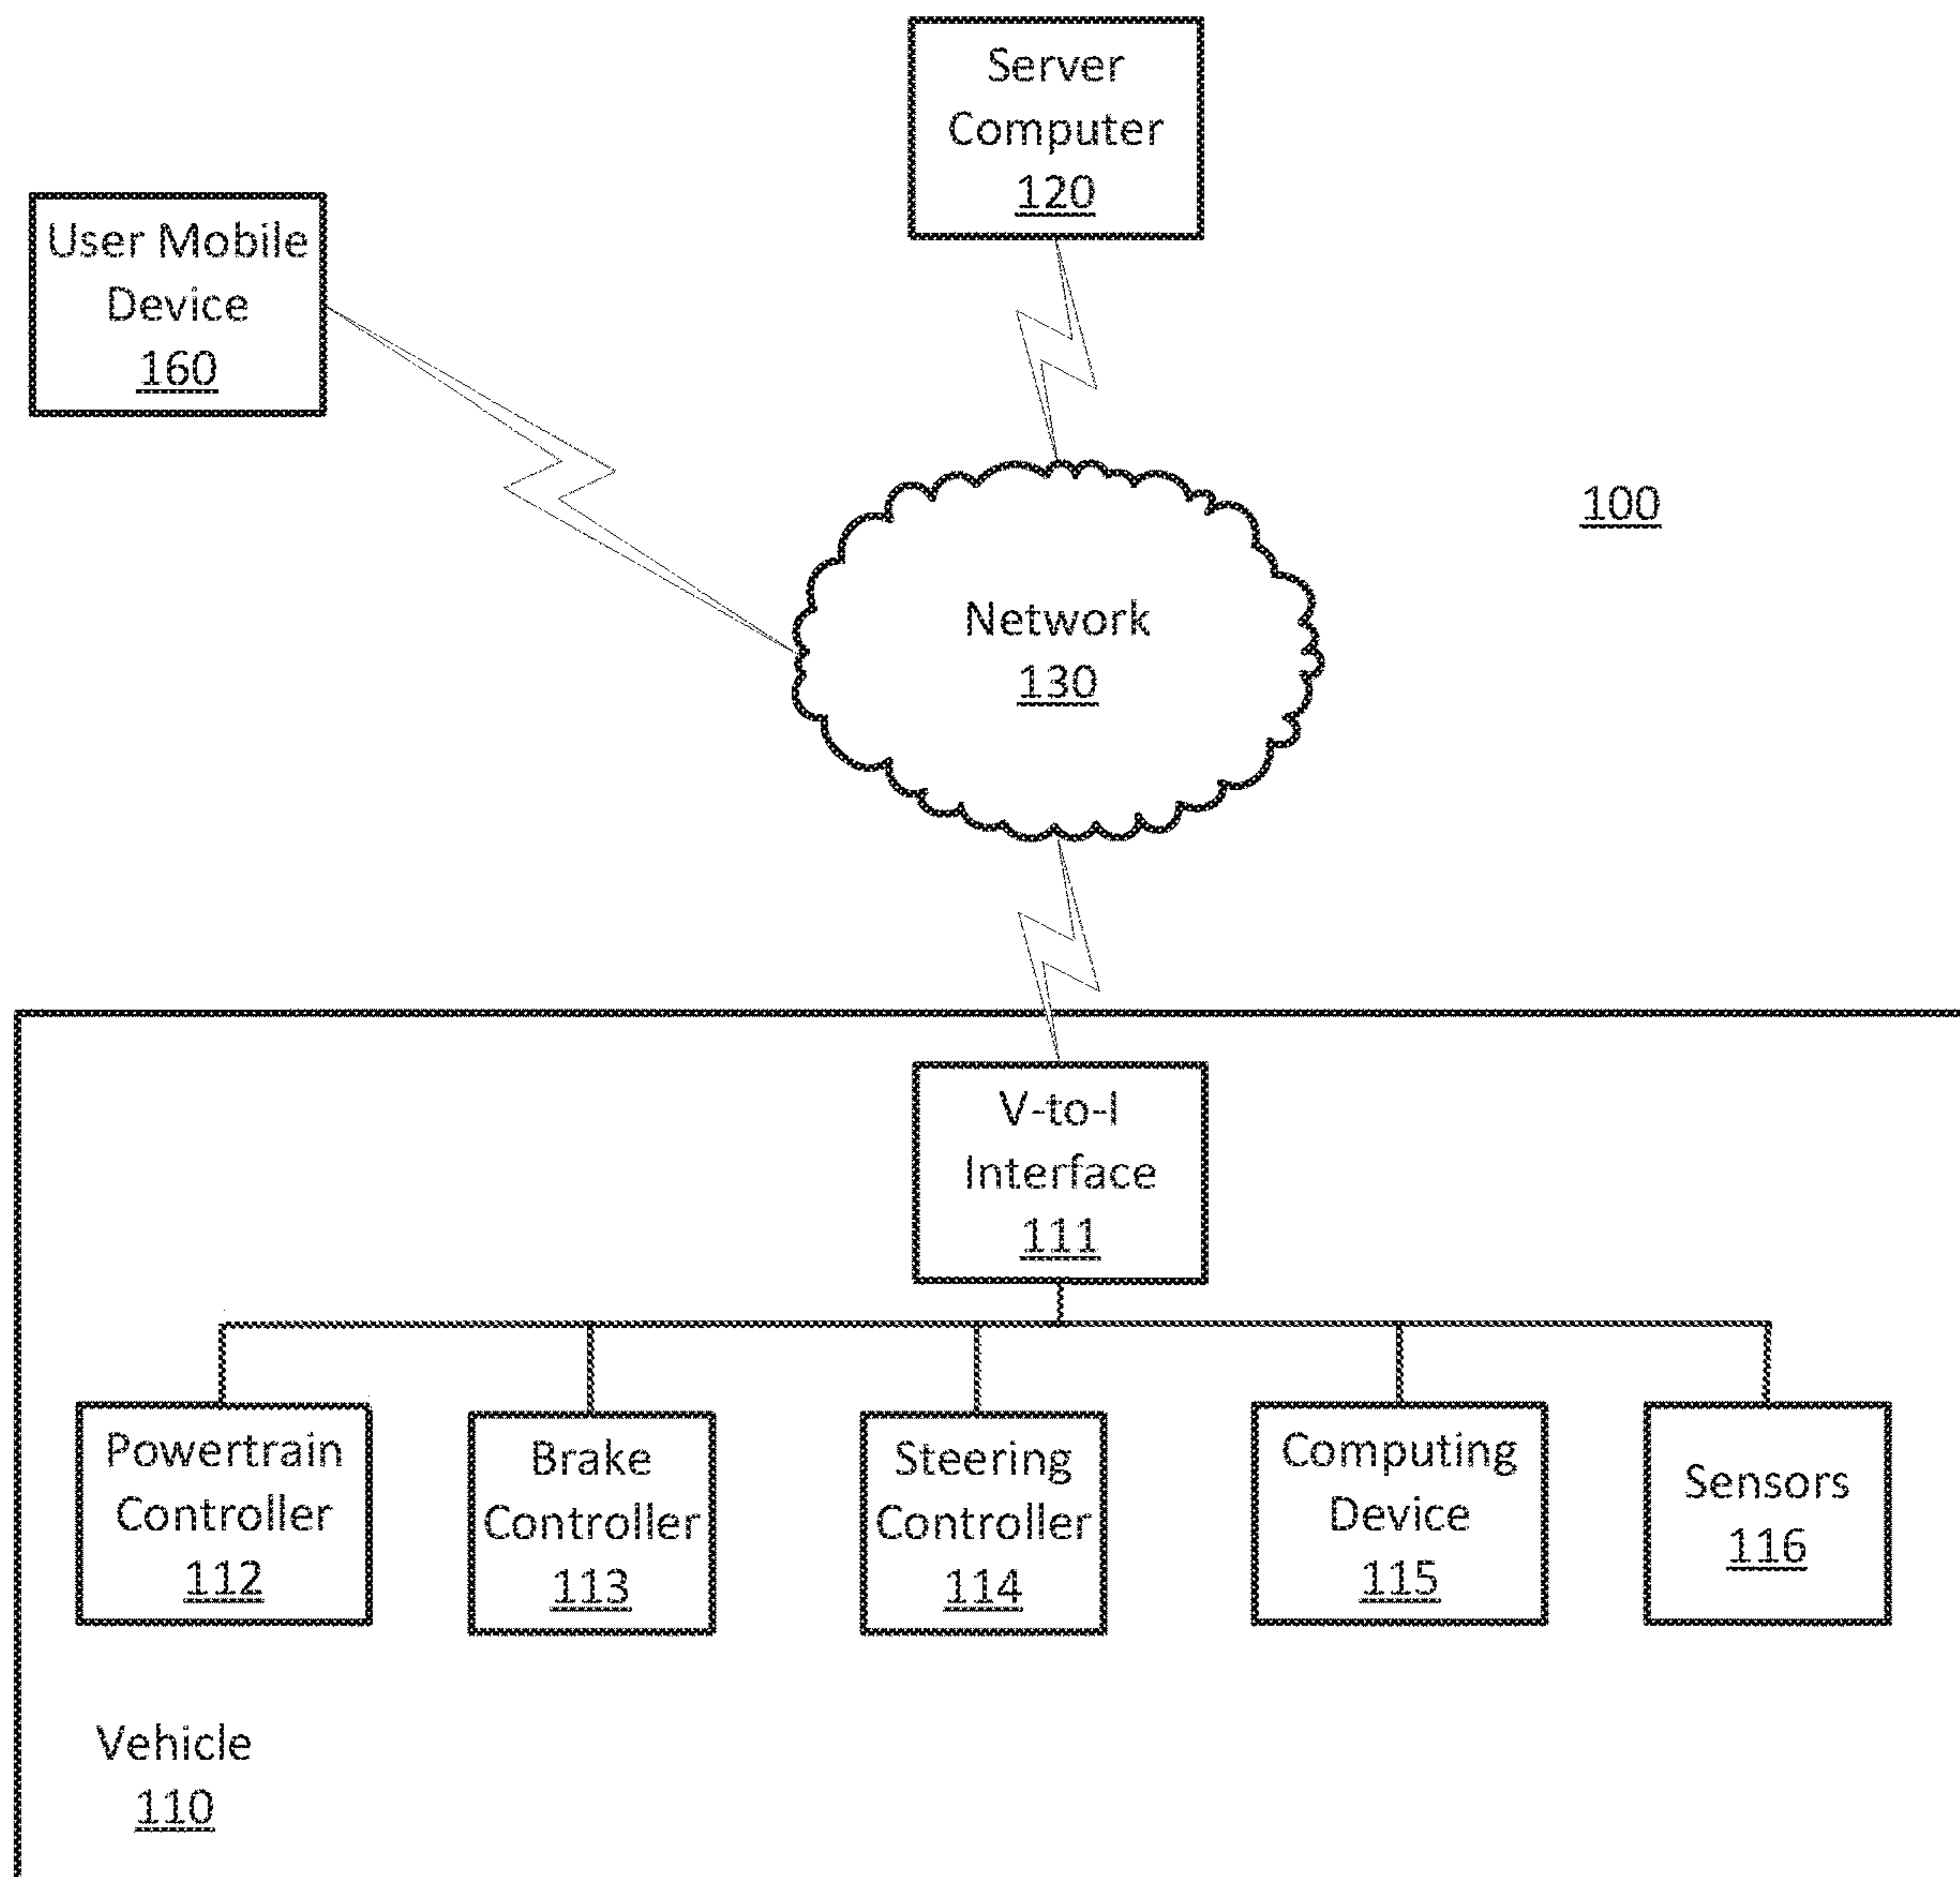 Server
Computer
120
User Mobile
Device
160
100
Network
130
V-to-I
Interface
111
Powertrain
Controller
112
Brake
Controller
113
Steering
Controller
114
Computing
Device
115
Sensors
116
Vehicle
110